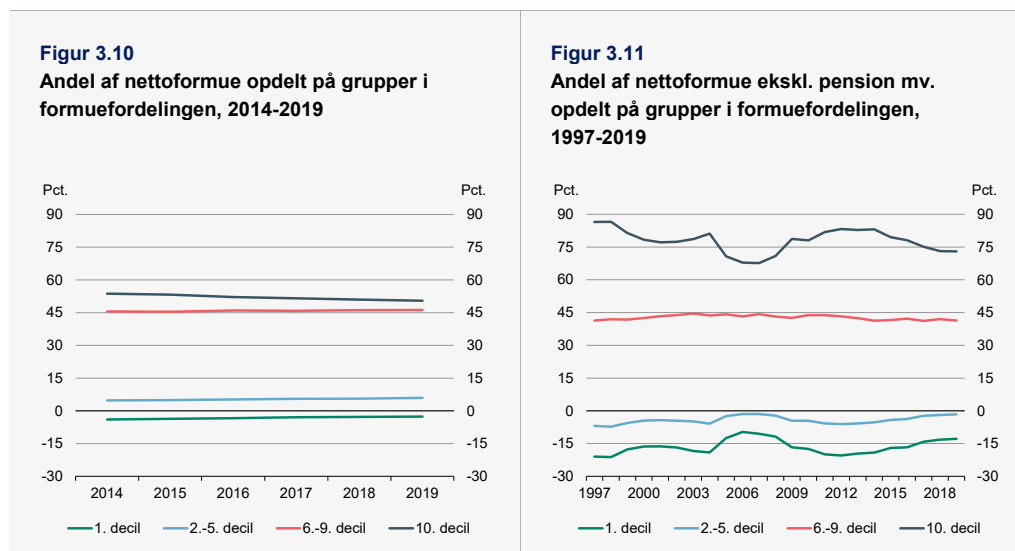 Figur 3.10
Andel af nettoformue opdelt på grupper i
formuefordelingen, 2014-2019
Pct. Pct.
90 90
75 75
60 60
45 45
30 30
15 15
0 0
-15 -15
-30 -30
2014 2015 2016 2017 2018 2019
1. decil 2.-5. decil 6.-9. decil 10. decil
Figur 3.11
Andel af nettoformue ekskl. pension mv.
opdelt på grupper i formuefordelingen,
1997-2019
Pct. Pct.
90 90
75 75
60 60
45 45
30 30
15 15
0 0
-15 -15
-30 -30
1997 2000 2003 2006 2009 2012 2015 2018
1. decil 2.-5. decil 6.-9. decil 10. decil